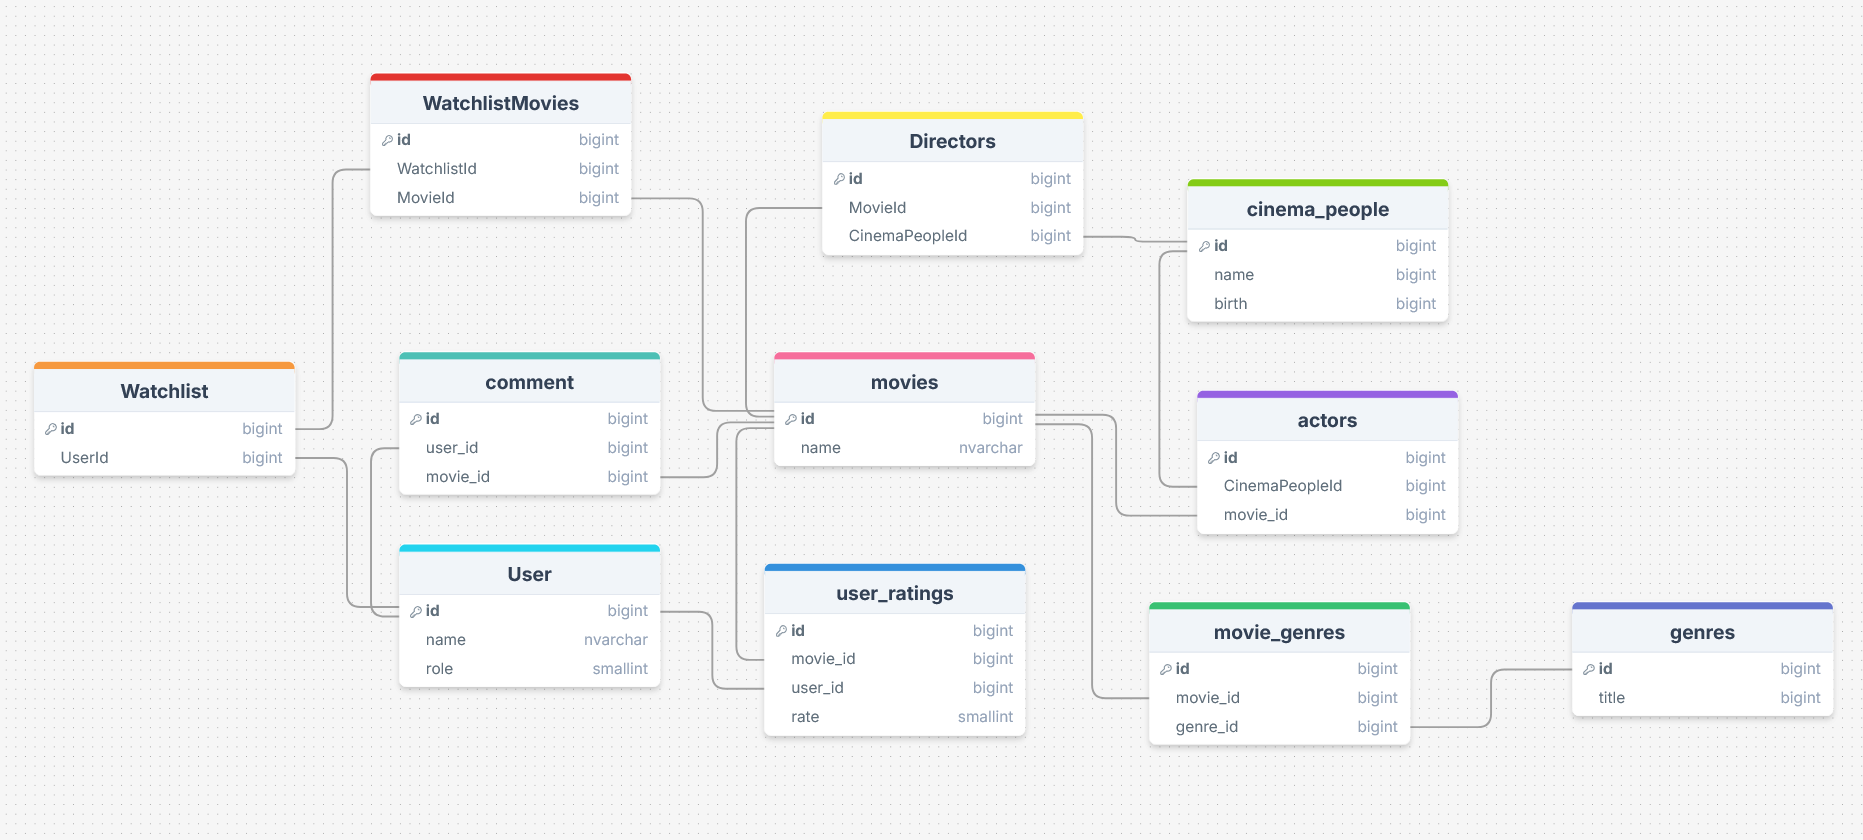 WatchlistMovies
id bigint
WatchlistId bigint
MovieId bigint
Directors
id bigint
MovieId bigint
CinemaPeopleId bigint
cinema_people
id bigint
name bigint
birth bigint
Watchlist
id bigint
UserId bigint
comment
id bigint
user_id bigint
movie_id bigint
movies
id bigint
name nvarchar
actors
id bigint
CinemaPeopleId bigint
movie_id bigint
User
id bigint
name nvarchar
role smallint
user_ratings
id bigint
movie_id bigint
user_id bigint
rate smallint
movie_genres
id bigint
movie_id bigint
genre_id bigint
genres
id bigint
title bigint